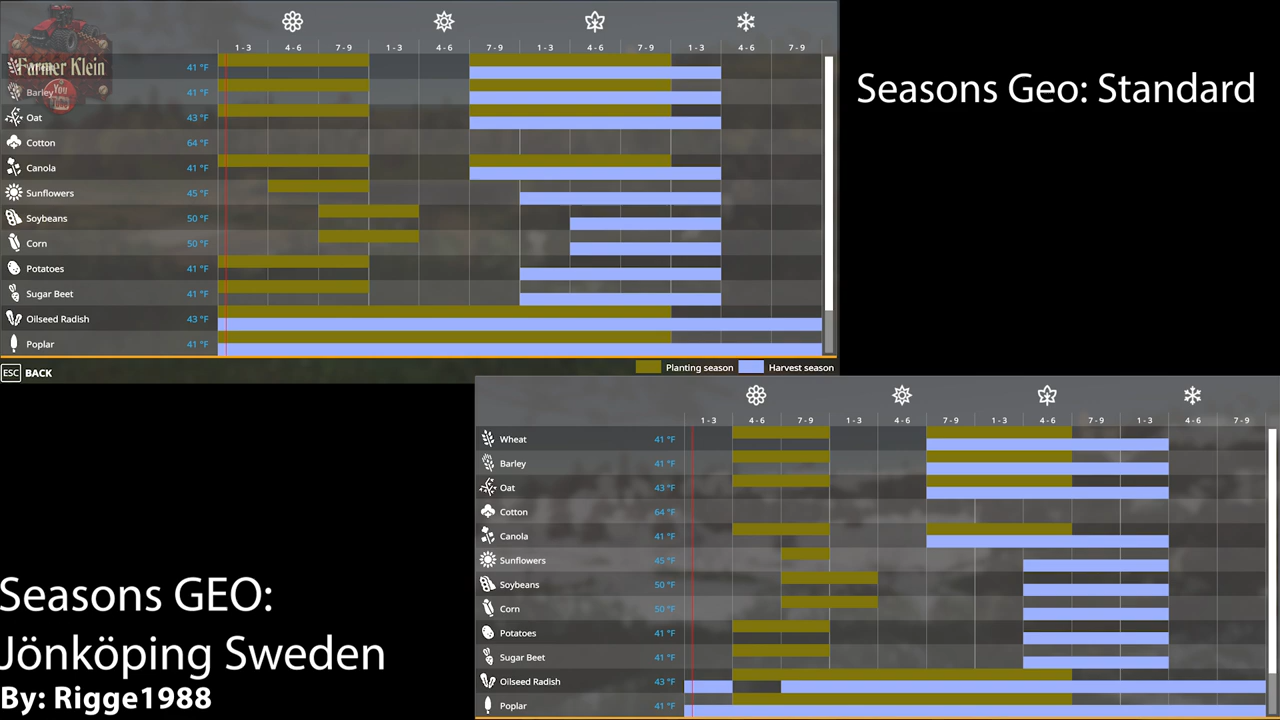 1 - 3 4 - 6 7 - 9 1 - 3 4 - 6 7 - 9 1 - 3 4 - 6 7 - 9 1 - 3 4 - 6 7 - 9
Farmer Klein
You
Tube
41 °F
Barley 41 °F
Oat 43 °F
Cotton 64 °F
Canola 41 °F
Sunflowers 45 °F
Soybeans 50 °F
Corn 50 °F
Potatoes 41 °F
Sugar Beet 41 °F
Oilseed Radish 43 °F
Poplar 41 °F
ESC BACK
Planting season Harvest season
Seasons Geo: Standard
1 - 3 4 - 6 7 - 9 1 - 3 4 - 6 7 - 9 1 - 3 4 - 6 7 - 9 1 - 3 4 - 6 7 - 9
Wheat 41 °F
Barley 41 °F
Oat 43 °F
Cotton 64 °F
Canola 41 °F
Sunflowers 45 °F
Soybeans 50 °F
Corn 50 °F
Potatoes 41 °F
Sugar Beet 41 °F
Oilseed Radish 43 °F
Poplar 41 °F
Seasons GEO:
Jönköping Sweden
By: Rigge1988